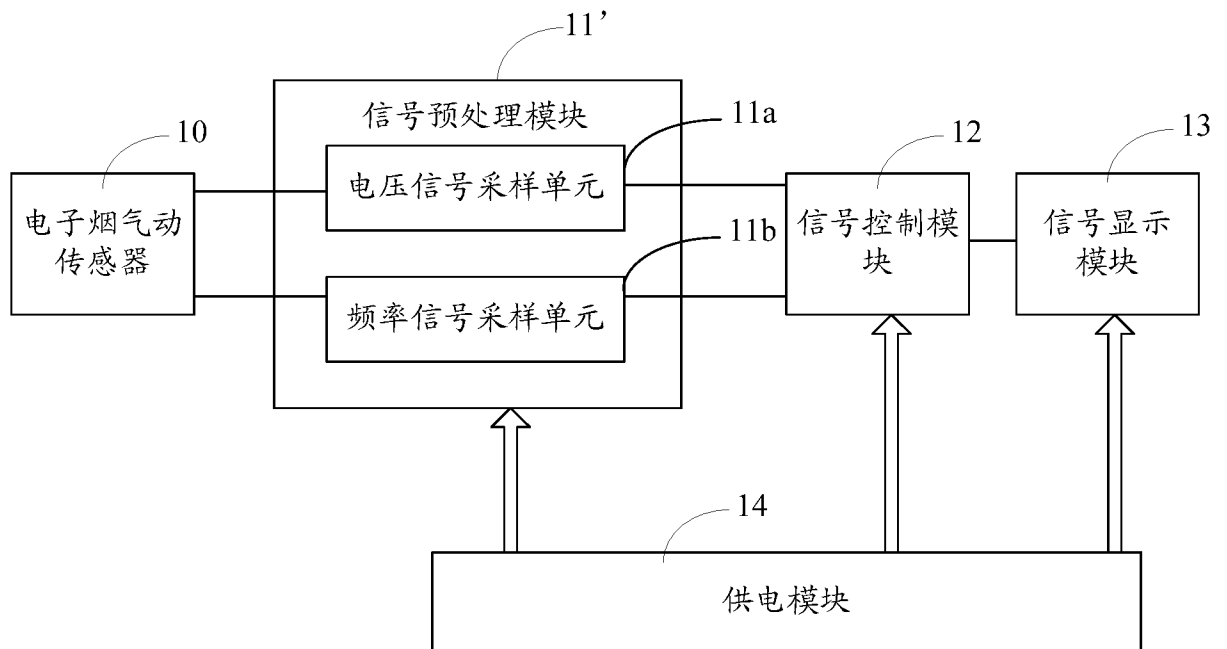 11’
信号预处理模块
11a
10
12
13
电压信号采样单元
电子烟气动
传感器
信号控制模
块
信号显示
模块
11b
频率信号采样单元
14
供电模块